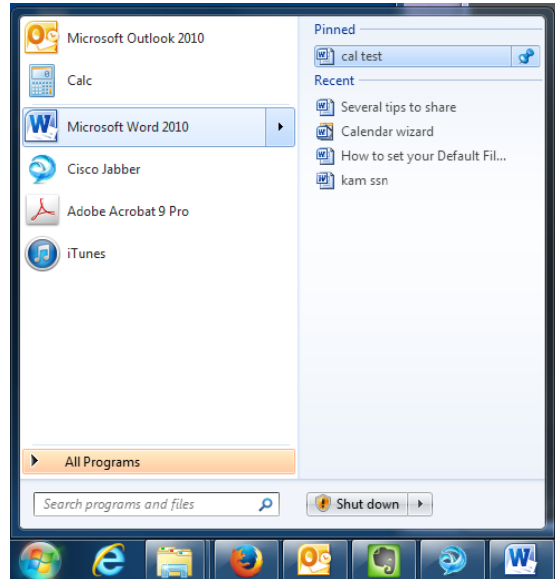 Microsoft Outlook 2010
Calc
Microsoft Word 2010
Cisco Jabber
Adobe Acrobat 9 Pro
iTunes
All Programs
Search programs and files
Pinned
cal test
Recent
Several tips to share
Calendar wizard
How to set your Default Fil...
kam ssn
Shut down